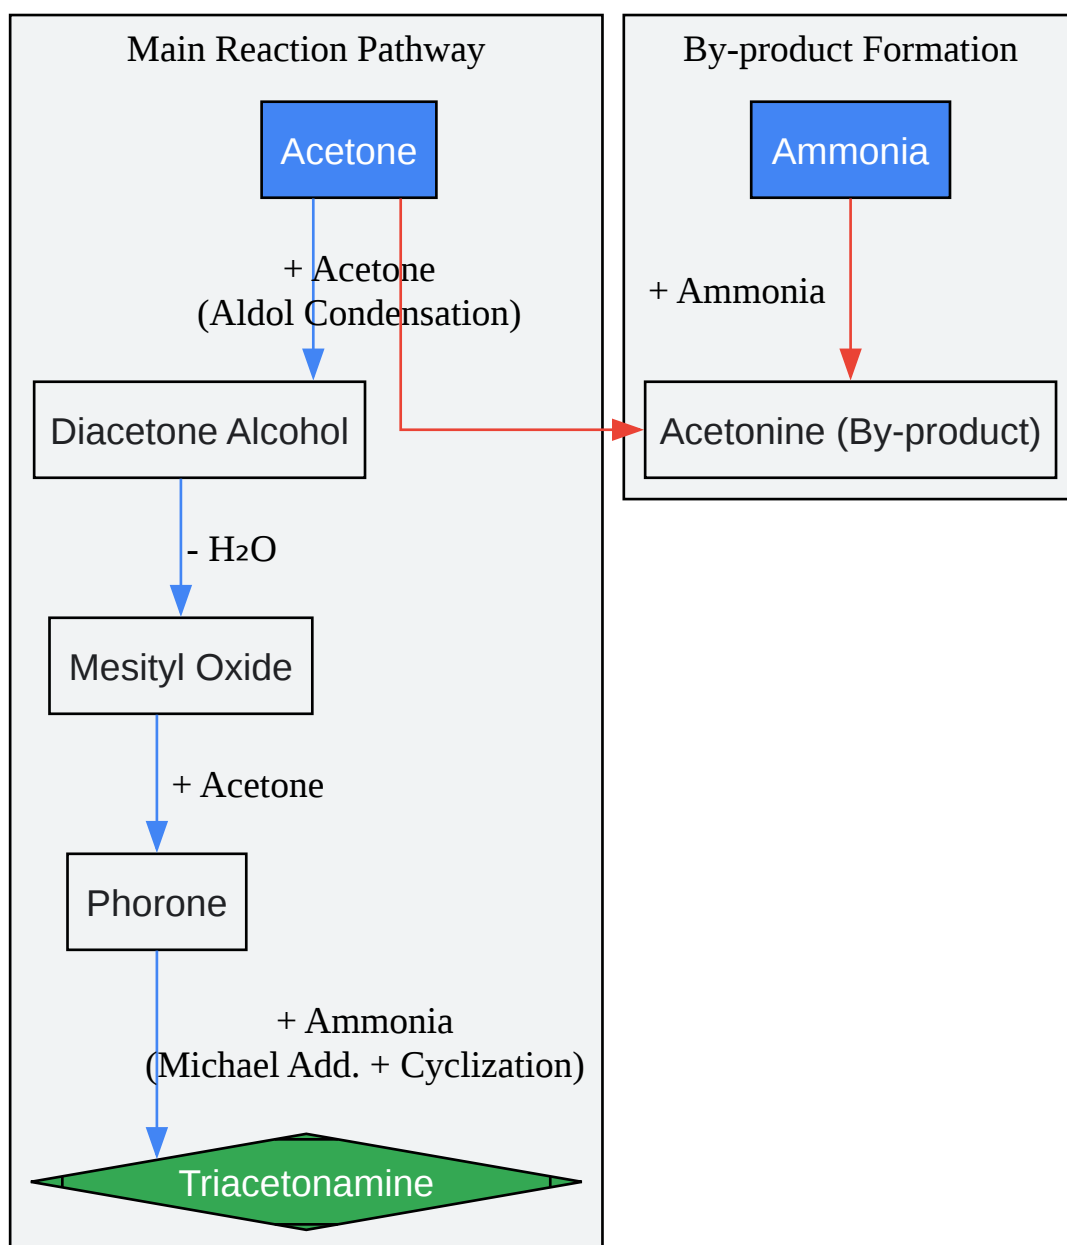 Main Reaction Pathway
By-product Formation
Acetone
Ammonia
+ Acetone
(Aldol Condensation)
+ Ammonia
Diacetone Alcohol
Acetonine (By-product)
- H₂O
Mesityl Oxide
+ Acetone
Phorone
+ Ammonia
(Michael Add. + Cyclization)
Triacetonamine